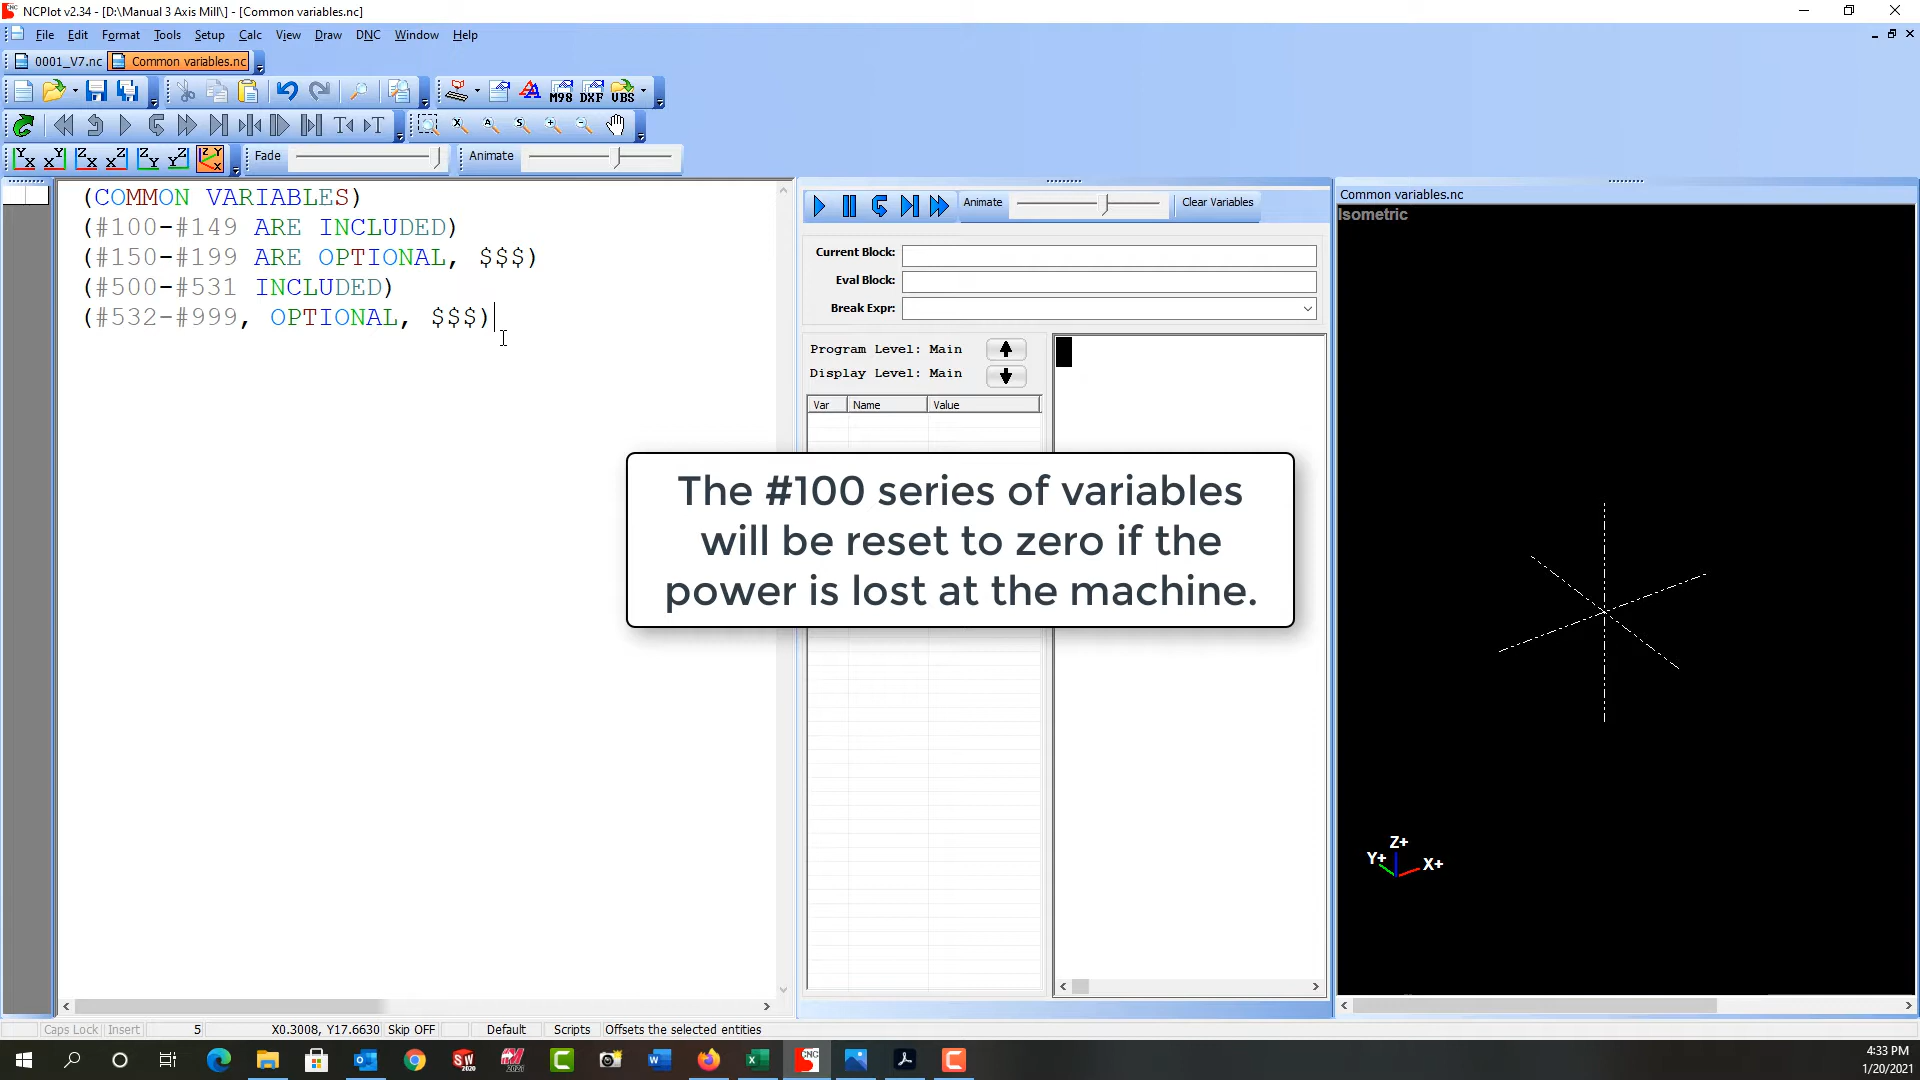 NCPlot v2.34 - [D:\Manual 3 Axis Mill\] - [Common variables.nc]
File Edit Format Tools Setup Calc View Draw DNC Window Help
0001_V7.nc Common variables.nc
M98 DXF VBS
Fade Animate
(COMMON VARIABLES)
(#100-#149 ARE INCLUDED)
(#150-#199 ARE OPTIONAL, $$$)
(#500-#531 INCLUDED)
(#532-#999, OPTIONAL, $$$)
Animate Clear Variables
Current Block:
Eval Block:
Break Expr:
Program Level: Main
Display Level: Main
Var Name Value
The #100 series of variables
will be reset to zero if the
power is lost at the machine.
Common variables.nc
Isometric
Z+
Y+
X+
Caps Lock Insert 5 X0.3008, Y17.6630 Skip OFF Default Scripts Offsets the selected entities
4:33 PM
1/20/2021